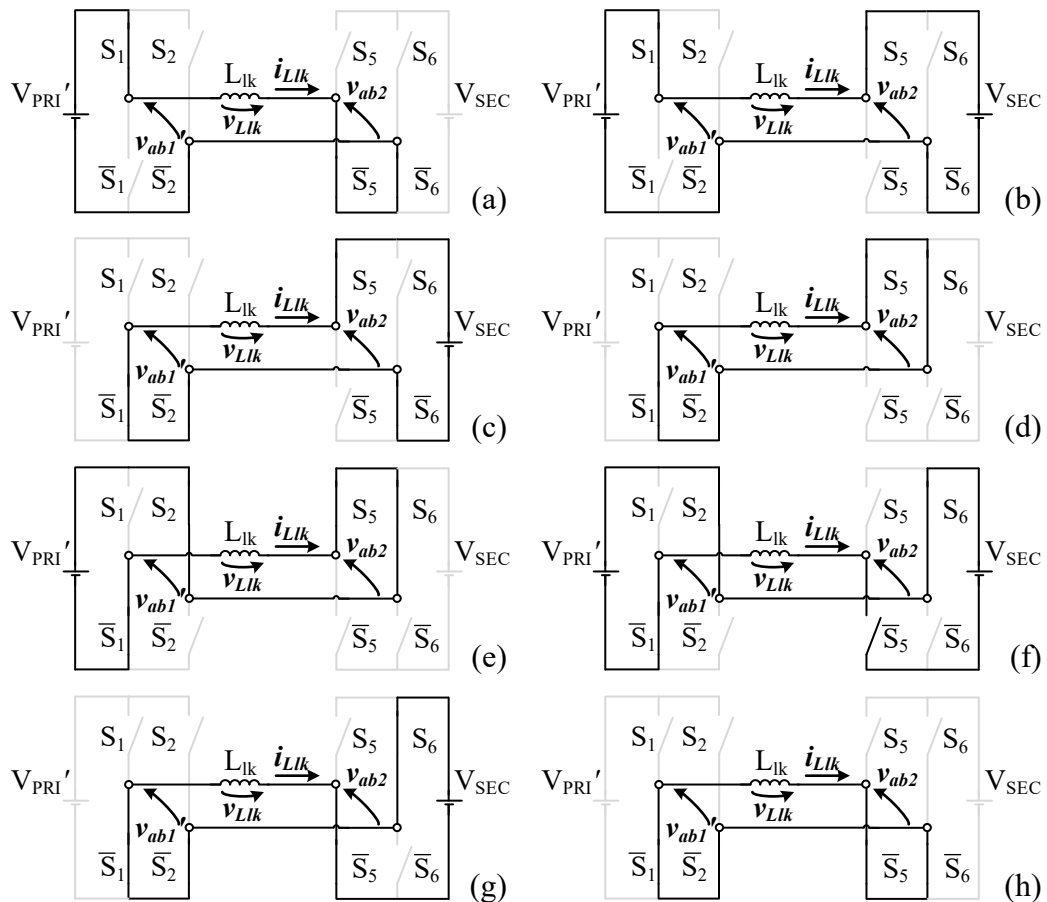 S₁ S₂ S₅ S₆ S₁ S₂ S₅ S₆
L_lk i_Llk L_lk i_Llk
V_PRI′ v_ab2 V_SEC V_PRI′ v_ab2 V_SEC
v_ab1′ v_Llk v_ab1′ v_Llk
S̅₁ S̅₂ S̅₅ S̅₆ (a) S̅₁ S̅₂ S̅₅ S̅₆ (b)
S₁ S₂ S₅ S₆ S₁ S₂ S₅ S₆
L_lk i_Llk L_lk i_Llk
V_PRI′ v_ab2 V_SEC V_PRI′ v_ab2 V_SEC
v_ab1′ v_Llk v_ab1′ v_Llk
S̅₁ S̅₂ S̅₅ S̅₆ (c) S̅₁ S̅₂ S̅₅ S̅₆ (d)
S₁ S₂ S₅ S₆ S₁ S₂ S₅ S₆
L_lk i_Llk L_lk i_Llk
V_PRI′ v_ab2 V_SEC V_PRI′ v_ab2 V_SEC
v_ab1′ v_Llk v_ab1′ v_Llk
S̅₁ S̅₂ S̅₅ S̅₆ (e) S̅₁ S̅₂ S̅₅ S̅₆ (f)
S₁ S₂ S₅ S₆ S₁ S₂ S₅ S₆
L_lk i_Llk L_lk i_Llk
V_PRI′ v_ab2 V_SEC V_PRI′ v_ab2 V_SEC
v_ab1′ v_Llk v_ab1′ v_Llk
S̅₁ S̅₂ S̅₅ S̅₆ (g) S̅₁ S̅₂ S̅₅ S̅₆ (h)